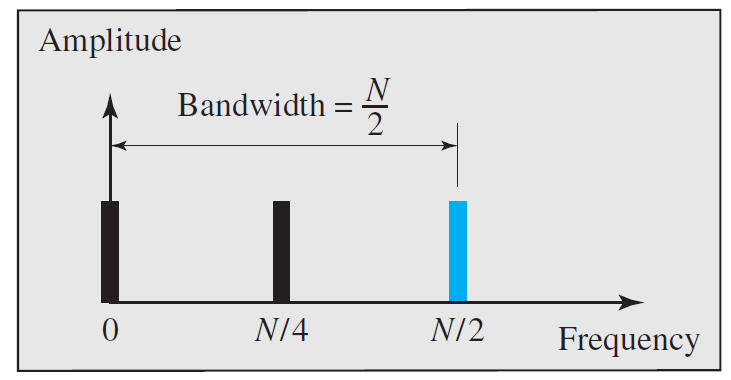 Amplitude
Bandwidth = N/2
0 N/4 N/2
Frequency